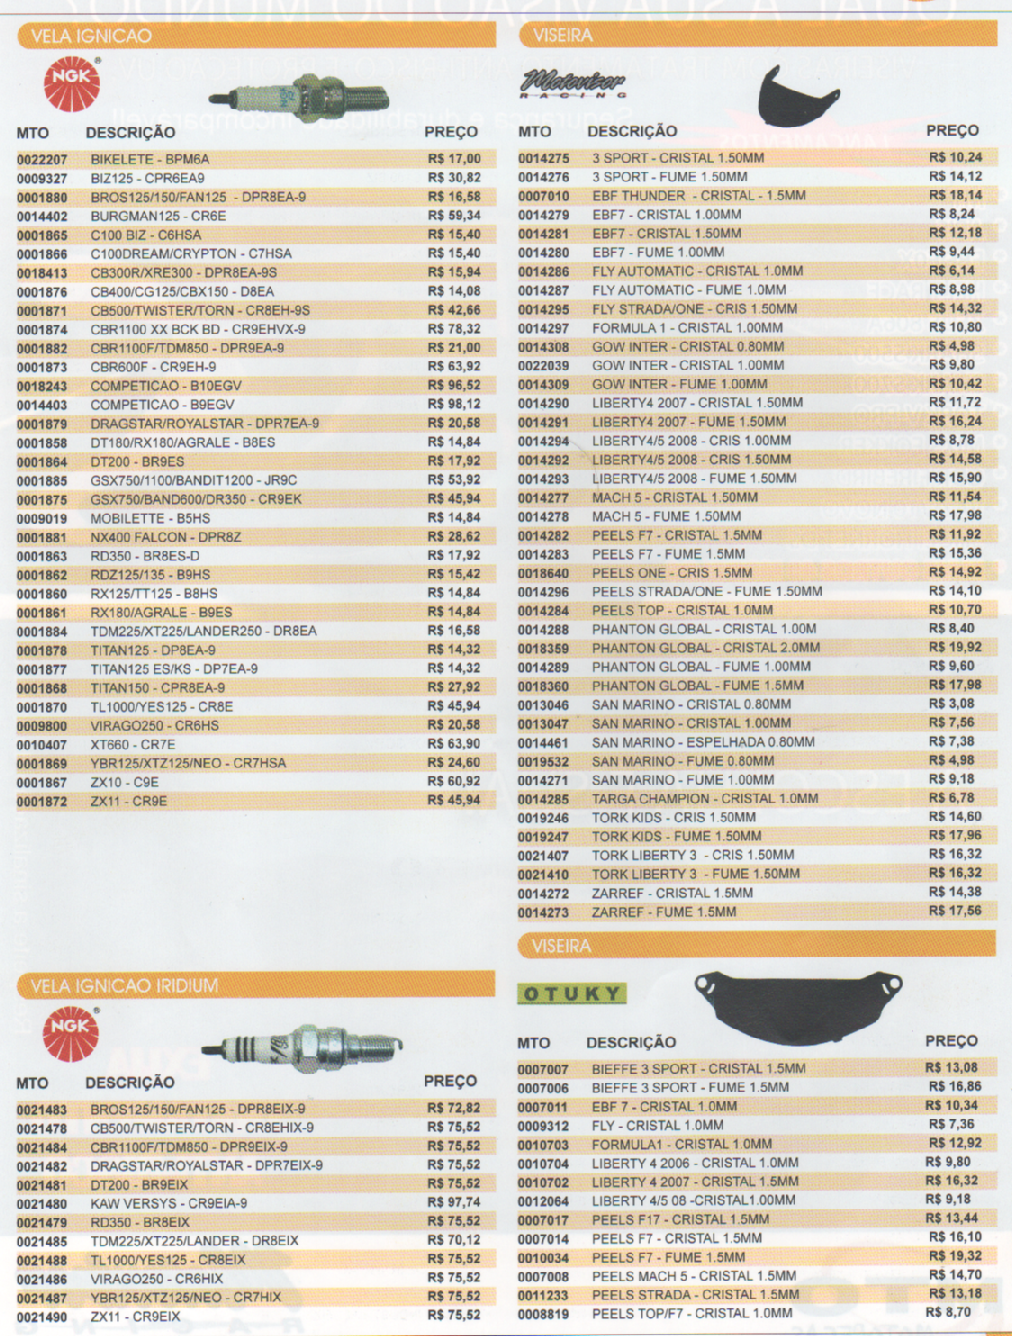 VELA IGNICAO
NGK
MTO DESCRIÇÃO PREÇO
0022207 BIKELETE - BPM6A R$ 17,00
0009327 BIZ125 - CPR6EA9 R$ 30,82
0001880 BROS125/150/FAN125 - DPR8EA-9 R$ 16,58
0014402 BURGMAN125 - CR6E R$ 59,34
0001865 C100 BIZ - C6HSA R$ 15,40
0001866 C100DREAM/CRYPTON - C7HSA R$ 15,40
0018413 CB300R/XRE300 - DPR8EA-9S R$ 15,94
0001876 CB400/CG125/CBX150 - D8EA R$ 14,08
0001871 CB500/TWISTER/TORN - CR8EH-9S R$ 42,66
0001874 CBR1100 XX BCK BD - CR9EHVX-9 R$ 78,32
0001882 CBR1100F/TDM850 - DPR9EA-9 R$ 21,00
0001873 CBR600F - CR9EH-9 R$ 63,92
0018243 COMPETICAO - B10EGV R$ 96,52
0014403 COMPETICAO - B9EGV R$ 98,12
0001879 DRAGSTAR/ROYALSTAR - DPR7EA-9 R$ 20,58
0001858 DT180/RX180/AGRALE - B8ES R$ 14,84
0001864 DT200 - BR9ES R$ 17,92
0001885 GSX750/1100/BANDIT1200 - JR9C R$ 53,92
0001875 GSX750/BAND600/DR350 - CR9EK R$ 45,94
0009019 MOBILETTE - B5HS R$ 14,84
0001881 NX400 FALCON - DPR8Z R$ 28,62
0001863 RD350 - BR8ES-D R$ 17,92
0001862 RDZ125/135 - B9HS R$ 15,42
0001860 RX125/TT125 - B8HS R$ 14,84
0001861 RX180/AGRALE - B9ES R$ 14,84
0001884 TDM225/XT225/LANDER250 - DR8EA R$ 16,58
0001878 TITAN125 - DP8EA-9 R$ 14,32
0001877 TITAN125 ES/KS - DP7EA-9 R$ 14,32
0001868 TITAN150 - CPR8EA-9 R$ 27,92
0001870 TL1000/YES125 - CR8E R$ 45,94
0009800 VIRAGO250 - CR6HS R$ 20,58
0010407 XT660 - CR7E R$ 63,90
0001869 YBR125/XTZ125/NEO - CR7HSA R$ 24,60
0001867 ZX10 - C9E R$ 60,92
0001872 ZX11 - CR9E R$ 45,94
VELA IGNICAO IRIDIUM
NGK
MTO DESCRIÇÃO PREÇO
0021483 BROS125/150/FAN125 - DPR8EIX-9 R$ 72,82
0021478 CB500/TWISTER/TORN - CR8EHIX-9 R$ 75,52
0021484 CBR1100F/TDM850 - DPR9EIX-9 R$ 75,52
0021482 DRAGSTAR/ROYALSTAR - DPR7EIX-9 R$ 75,52
0021481 DT200 - BR9EIX R$ 75,52
0021480 KAW VERSYS - CR9EIA-9 R$ 97,74
0021479 RD350 - BR8EIX R$ 75,52
0021485 TDM225/XT225/LANDER - DR8EIX R$ 70,12
0021488 TL1000/YES125 - CR8EIX R$ 75,52
0021486 VIRAGO250 - CR6HIX R$ 75,52
0021487 YBR125/XTZ125/NEO - CR7HIX R$ 75,52
0021490 ZX11 - CR9EIX R$ 75,52
VISEIRA
Motovisor
RACING
MTO DESCRIÇÃO PREÇO
0014275 3 SPORT - CRISTAL 1.50MM R$ 10,24
0014276 3 SPORT - FUME 1.50MM R$ 14,12
0007010 EBF THUNDER - CRISTAL - 1.5MM R$ 18,14
0014279 EBF7 - CRISTAL 1.00MM R$ 8,24
0014281 EBF7 - CRISTAL 1.50MM R$ 12,18
0014280 EBF7 - FUME 1.00MM R$ 9,44
0014286 FLY AUTOMATIC - CRISTAL 1.0MM R$ 6,14
0014287 FLY AUTOMATIC - FUME 1.0MM R$ 8,98
0014295 FLY STRADA/ONE - CRIS 1.50MM R$ 14,32
0014297 FORMULA 1 - CRISTAL 1.00MM R$ 10,80
0014308 GOW INTER - CRISTAL 0.80MM R$ 4,98
0022039 GOW INTER - CRISTAL 1.00MM R$ 9,80
0014309 GOW INTER - FUME 1.00MM R$ 10,42
0014290 LIBERTY4 2007 - CRISTAL 1.50MM R$ 11,72
0014291 LIBERTY4 2007 - FUME 1.50MM R$ 16,24
0014294 LIBERTY4/5 2008 - CRIS 1.00MM R$ 8,78
0014292 LIBERTY4/5 2008 - CRIS 1.50MM R$ 14,58
0014293 LIBERTY4/5 2008 - FUME 1.50MM R$ 15,90
0014277 MACH 5 - CRISTAL 1.50MM R$ 11,54
0014278 MACH 5 - FUME 1.50MM R$ 17,98
0014282 PEELS F7 - CRISTAL 1.5MM R$ 11,92
0014283 PEELS F7 - FUME 1.5MM R$ 15,36
0018640 PEELS ONE - CRIS 1.5MM R$ 14,92
0014296 PEELS STRADA/ONE - FUME 1.50MM R$ 14,10
0014284 PEELS TOP - CRISTAL 1.0MM R$ 10,70
0014288 PHANTON GLOBAL - CRISTAL 1.00M R$ 8,40
0018359 PHANTON GLOBAL - CRISTAL 2.0MM R$ 19,92
0014289 PHANTON GLOBAL - FUME 1.00MM R$ 9,60
0018360 PHANTON GLOBAL - FUME 1.5MM R$ 17,98
0013046 SAN MARINO - CRISTAL 0.80MM R$ 3,08
0013047 SAN MARINO - CRISTAL 1.00MM R$ 7,56
0014461 SAN MARINO - ESPELHADA 0.80MM R$ 7,38
0019532 SAN MARINO - FUME 0.80MM R$ 4,98
0014271 SAN MARINO - FUME 1.00MM R$ 9,18
0014285 TARGA CHAMPION - CRISTAL 1.0MM R$ 6,78
0019246 TORK KIDS - CRIS 1.50MM R$ 14,60
0019247 TORK KIDS - FUME 1.50MM R$ 17,96
0021407 TORK LIBERTY 3 - CRIS 1.50MM R$ 16,32
0021410 TORK LIBERTY 3 - FUME 1.50MM R$ 16,32
0014272 ZARREF - CRISTAL 1.5MM R$ 14,38
0014273 ZARREF - FUME 1.5MM R$ 17,56
VISEIRA
OTUKY
MTO DESCRIÇÃO PREÇO
0007007 BIEFFE 3 SPORT - CRISTAL 1.5MM R$ 13,08
0007006 BIEFFE 3 SPORT - FUME 1.5MM R$ 16,86
0007011 EBF 7 - CRISTAL 1.0MM R$ 10,34
0009312 FLY - CRISTAL 1.0MM R$ 7,36
0010703 FORMULA1 - CRISTAL 1.0MM R$ 12,92
0010704 LIBERTY 4 2006 - CRISTAL 1.0MM R$ 9,80
0010702 LIBERTY 4 2007 - CRISTAL 1.5MM R$ 16,32
0012064 LIBERTY 4/5 08 -CRISTAL1.00MM R$ 9,18
0007017 PEELS F17 - CRISTAL 1.5MM R$ 13,44
0007014 PEELS F7 - CRISTAL 1.5MM R$ 16,10
0010034 PEELS F7 - FUME 1.5MM R$ 19,32
0007008 PEELS MACH 5 - CRISTAL 1.5MM R$ 14,70
0011233 PEELS STRADA - CRISTAL 1.5MM R$ 13,18
0008819 PEELS TOP/F7 - CRISTAL 1.0MM R$ 8,70